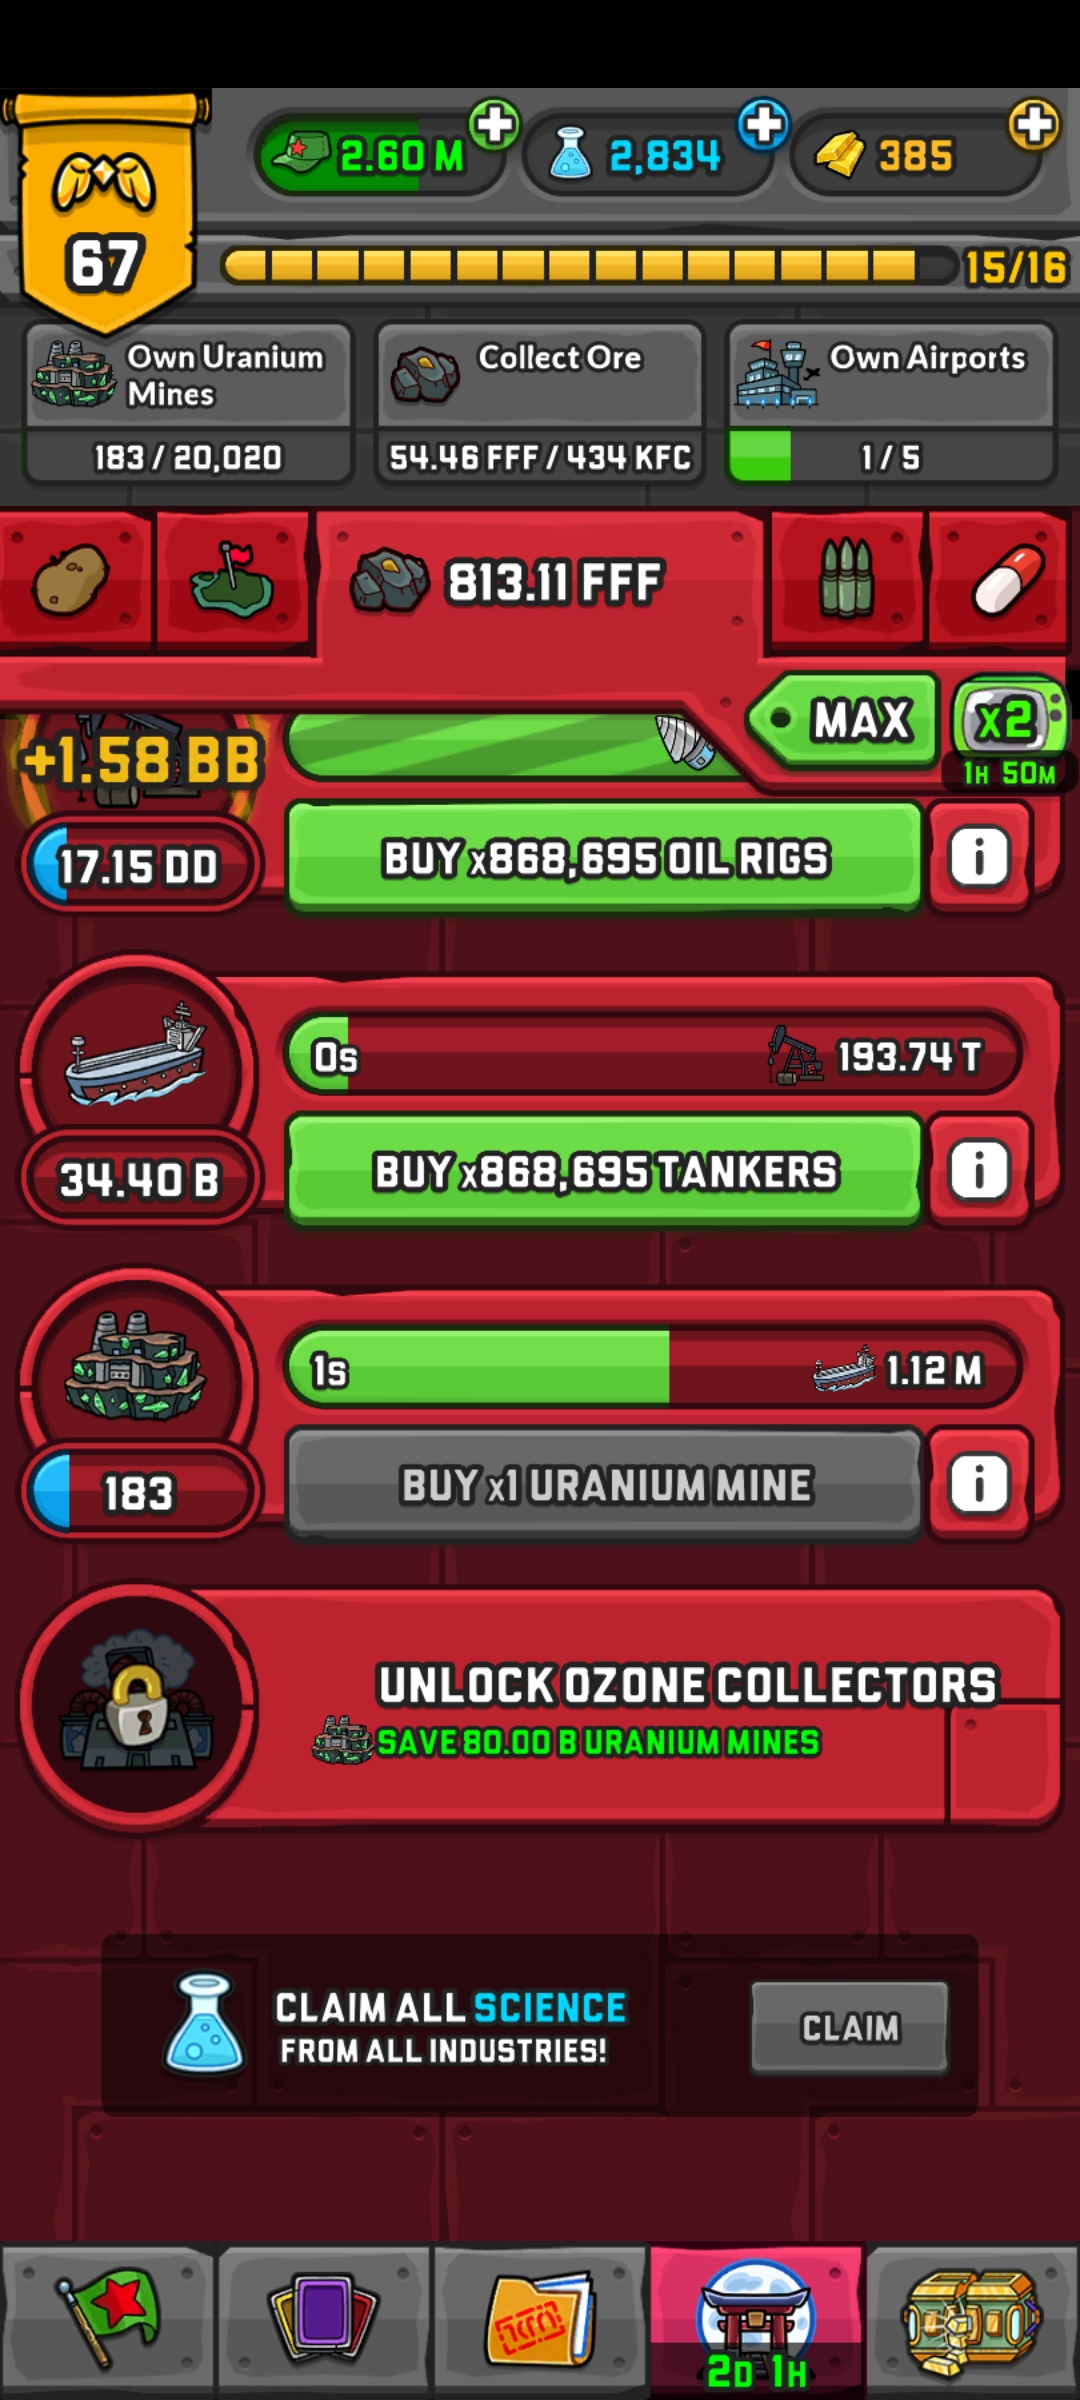 2.60 M
2,834
385
67
15/16
Own Uranium
Mines
183 / 20,020
Collect Ore
54.46 FFF / 434 KFC
Own Airports
1 / 5
813.11 FFF
MAX
x2
1H 50M
+1.58 BB
17.15 DD
BUY x868,695 OIL RIGS
i
0s
193.74 T
34.40 B
BUY x868,695 TANKERS
i
1s
1.12 M
183
BUY x1 URANIUM MINE
i
UNLOCK OZONE COLLECTORS
SAVE 80.00 B URANIUM MINES
CLAIM ALL SCIENCE
FROM ALL INDUSTRIES!
CLAIM
2D 1H